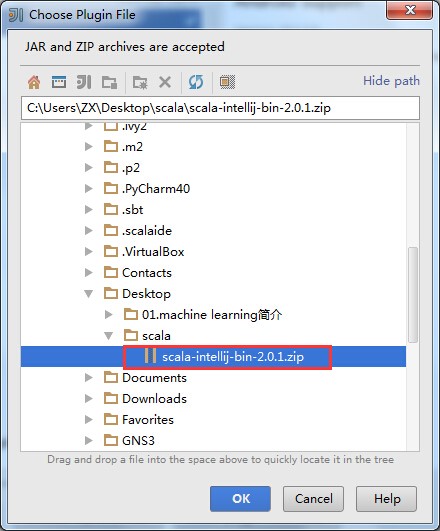 Choose Plugin File
JAR and ZIP archives are accepted
Hide path
C:\Users\ZX\Desktop\scala\scala-intellij-bin-2.0.1.zip
.ivy2
.m2
.p2
.PyCharm40
.sbt
.scalaide
.VirtualBox
Contacts
Desktop
01.machine learning简介
scala
scala-intellij-bin-2.0.1.zip
Documents
Downloads
Favorites
GNS3
Drag and drop a file into the space above to quickly locate it in the tree
OK Cancel Help